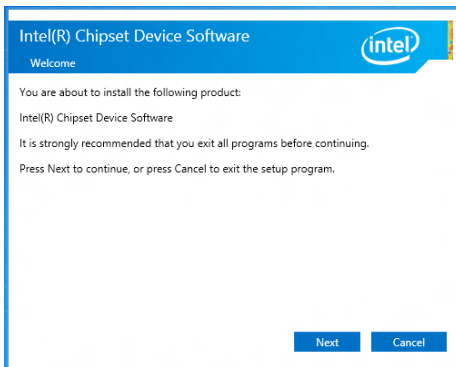 Intel(R) Chipset Device Software
intel
Welcome
You are about to install the following product:
Intel(R) Chipset Device Software
It is strongly recommended that you exit all programs before continuing.
Press Next to continue, or press Cancel to exit the setup program.
Next Cancel